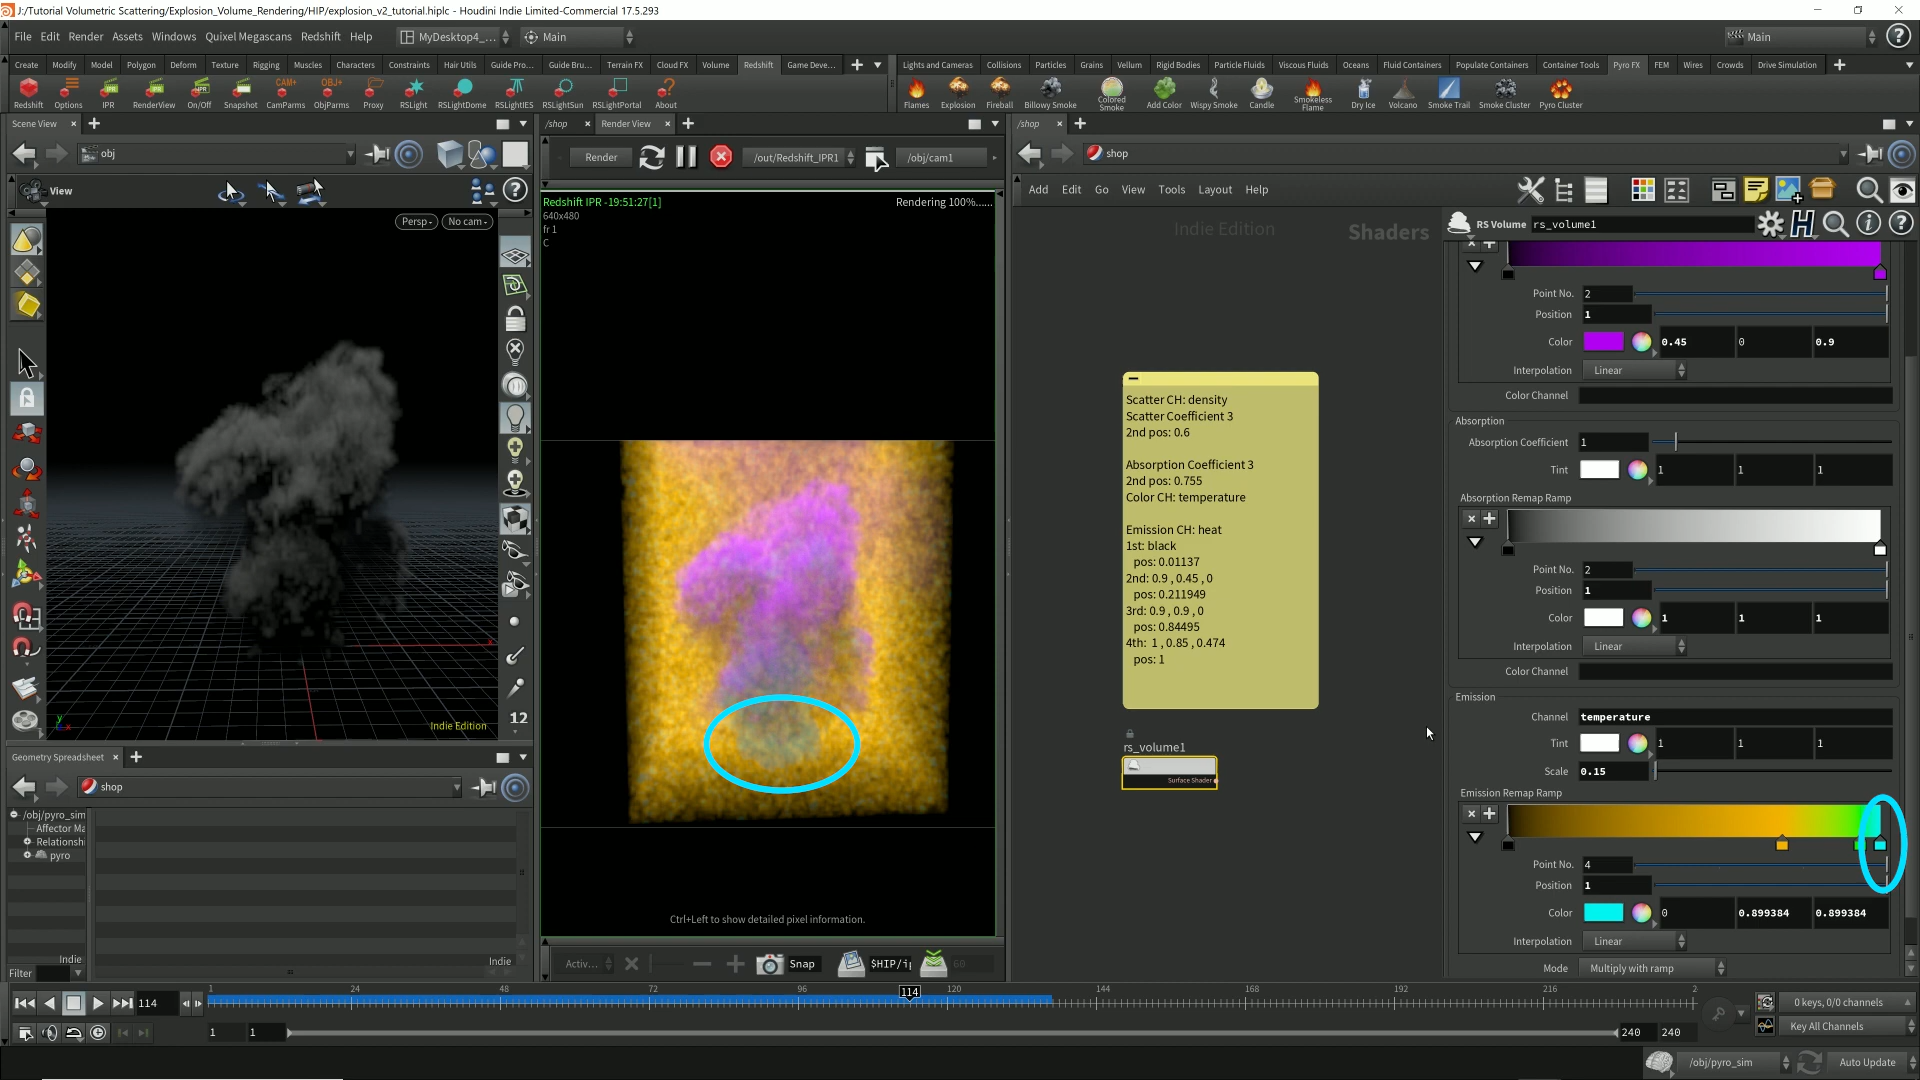 J:/Tutorial Volumetric Scattering/Explosion_Volume_Rendering/HIP/explosion_v2_tutorial.hiplc - Houdini Indie Limited-Commercial 17.5.293
File Edit Render Assets Windows Quixel Megascans Redshift Help MyDesktop4_... Main Main
Create Modify Model Polygon Deform Texture Rigging Muscles Characters Constraints Hair Utils Guide Pro... Guide Bru... Terrain FX Cloud FX Volume Redshift Game Deve...
Lights and Cameras Collisions Particles Grains Vellum Rigid Bodies Particle Fluids Viscous Fluids Oceans Fluid Containers Populate Containers Container Tools Pyro FX FEM Wires Crowds Drive Simulation
Redshift Options IPR RenderView On/Off Snapshot CamParms ObjParms Proxy RSLight RSLightDome RSLightIES RSLightSun RSLightPortal About
Flames Explosion Fireball Billowy Smoke Colored Smoke Add Color Wispy Smoke Candle Smokeless Flame Dry Ice Volcano Smoke Trail Smoke Cluster Pyro Cluster
Scene View
obj
View
Persp No cam
Indie Edition
12
/shop Render View
Render /out/Redshift_IPR1 /obj/cam1
Redshift IPR -19:51:27[1] Rendering 100%......
640x480
fr 1
C
Ctrl+Left to show detailed pixel information.
Activ... Snap $HIP/i 60
/shop
shop
Add Edit Go View Tools Layout Help
Indie Edition Shaders
Scatter CH: density
Scatter Coefficient 3
2nd pos: 0.6
Absorption Coefficient 3
2nd pos: 0.755
Color CH: temperature
Emission CH: heat
1st: black
pos: 0.01137
2nd: 0.9 , 0.45 , 0
pos: 0.211949
3rd: 0.9 , 0.9 , 0
pos: 0.84495
4th: 1 , 0.85 , 0.474
pos: 1
rs_volume1
Surface Shader
RS Volume rs_volume1
Point No. 2
Position 1
Color 0.45 0 0.9
Interpolation Linear
Color Channel
Absorption
Absorption Coefficient 1
Tint 1 1 1
Absorption Remap Ramp
Point No. 2
Position 1
Color 1 1 1
Interpolation Linear
Color Channel
Emission
Channel temperature
Tint 1 1 1
Scale 0.15
Emission Remap Ramp
Point No. 4
Position 1
Color 0 0.899384 0.899384
Interpolation Linear
Mode Multiply with ramp
Geometry Spreadsheet
shop
/obj/pyro_sim
Affector Ma
Relationsh
pyro
Indie Indie
Filter
114 1 24 48 72 96 114 120 144 168 192 216 2
1 1 240 240
0 keys, 0/0 channels
Key All Channels
/obj/pyro_sim Auto Update